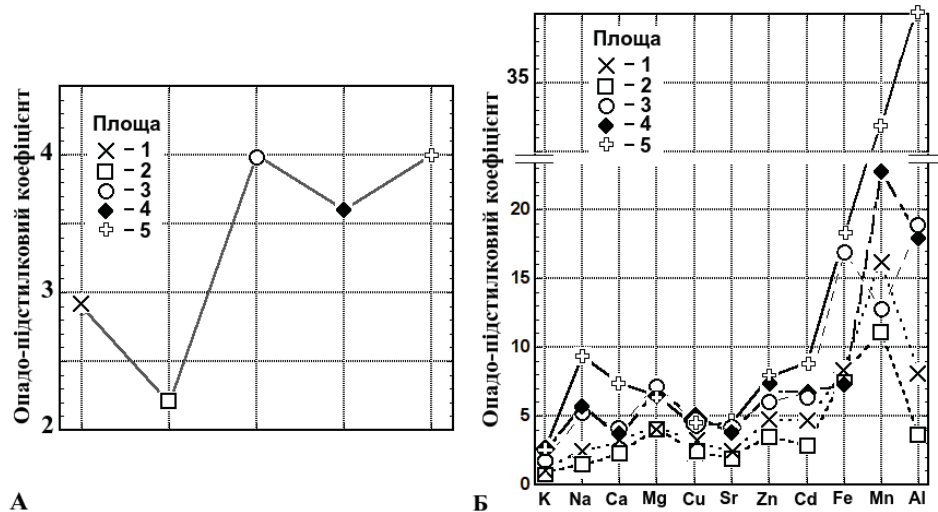 Опадо-підстилковий коефіцієнт
4
3
2
Площа
– 1
– 2
– 3
– 4
– 5
А
Опадо-підстилковий коефіцієнт
35
20
15
10
5
0
Площа
– 1
– 2
– 3
– 4
– 5
K Na Ca Mg Cu Sr Zn Cd Fe Mn Al
Б